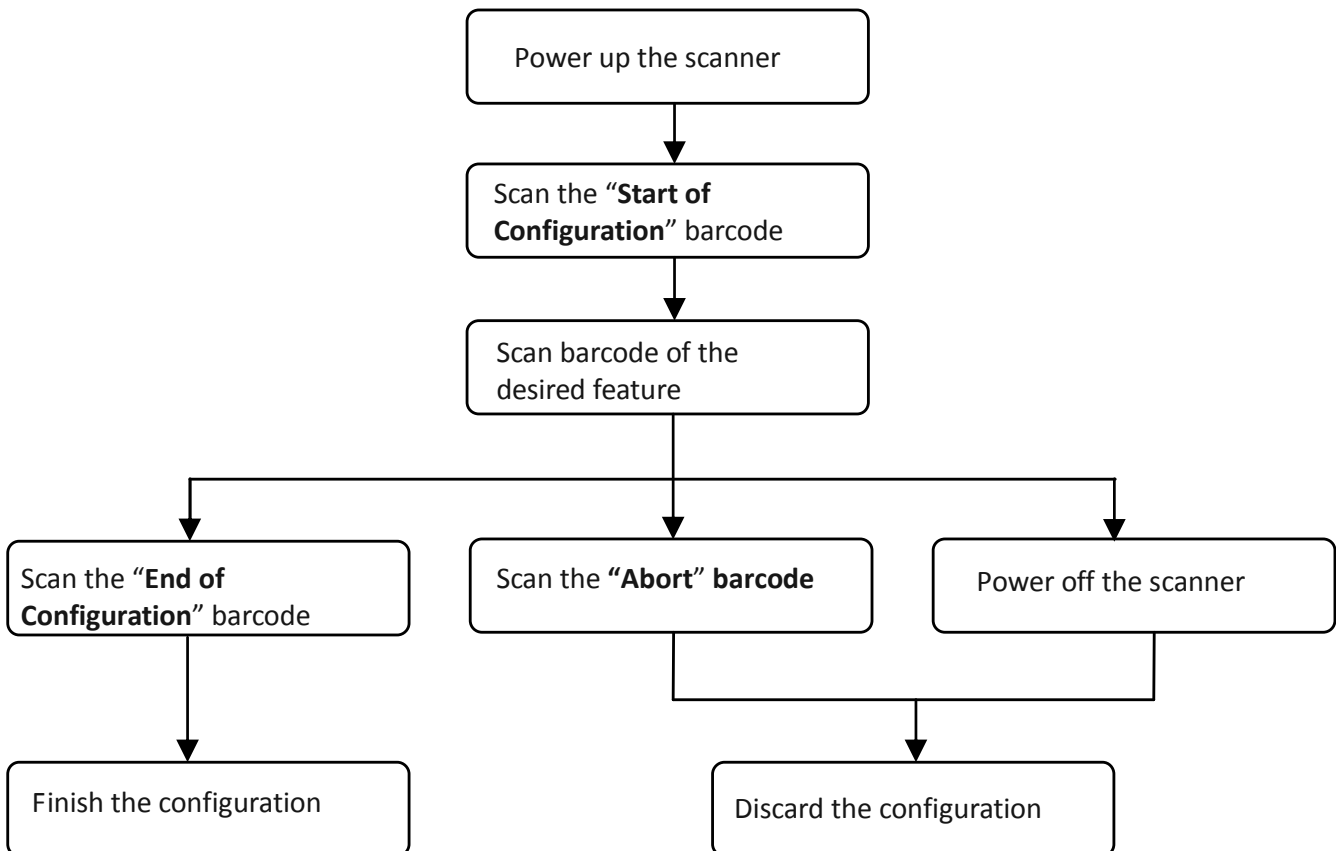 Power up the scanner
Scan the “Start of
Configuration” barcode
Scan barcode of the
desired feature
Scan the “End of
Configuration” barcode
Scan the “Abort” barcode
Power off the scanner
Finish the configuration
Discard the configuration